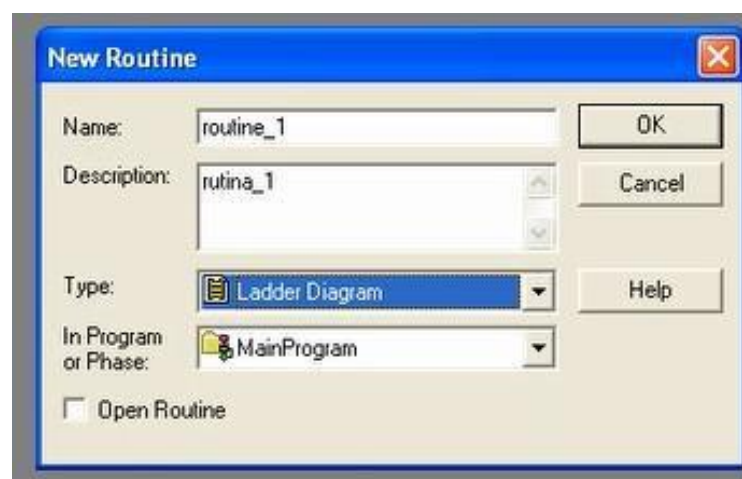 New Routine
Name: routine_1 OK
Description: rutina_1 Cancel
Type: Ladder Diagram Help
In Program
or Phase: MainProgram
Open Routine